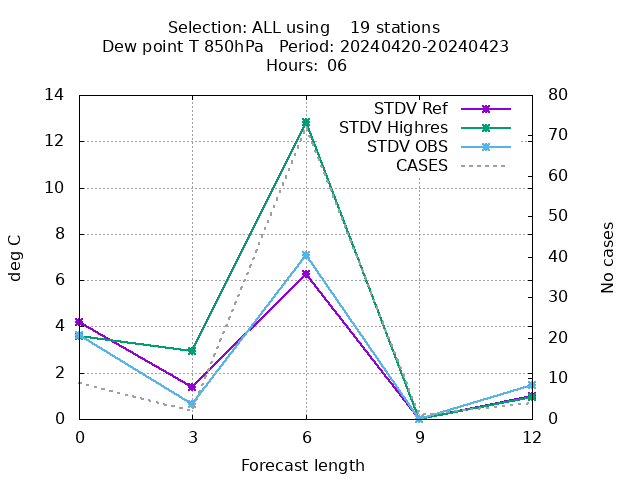 Selection: ALL using    19 stations
Dew point T 850hPa   Period: 20240420-20240423
Hours: 06
STDV Ref
STDV Highres
STDV OBS
CASES
deg C
No cases
14
12
10
8
6
4
2
0
80
70
60
50
40
30
20
10
0
0 3 6 9 12
Forecast length